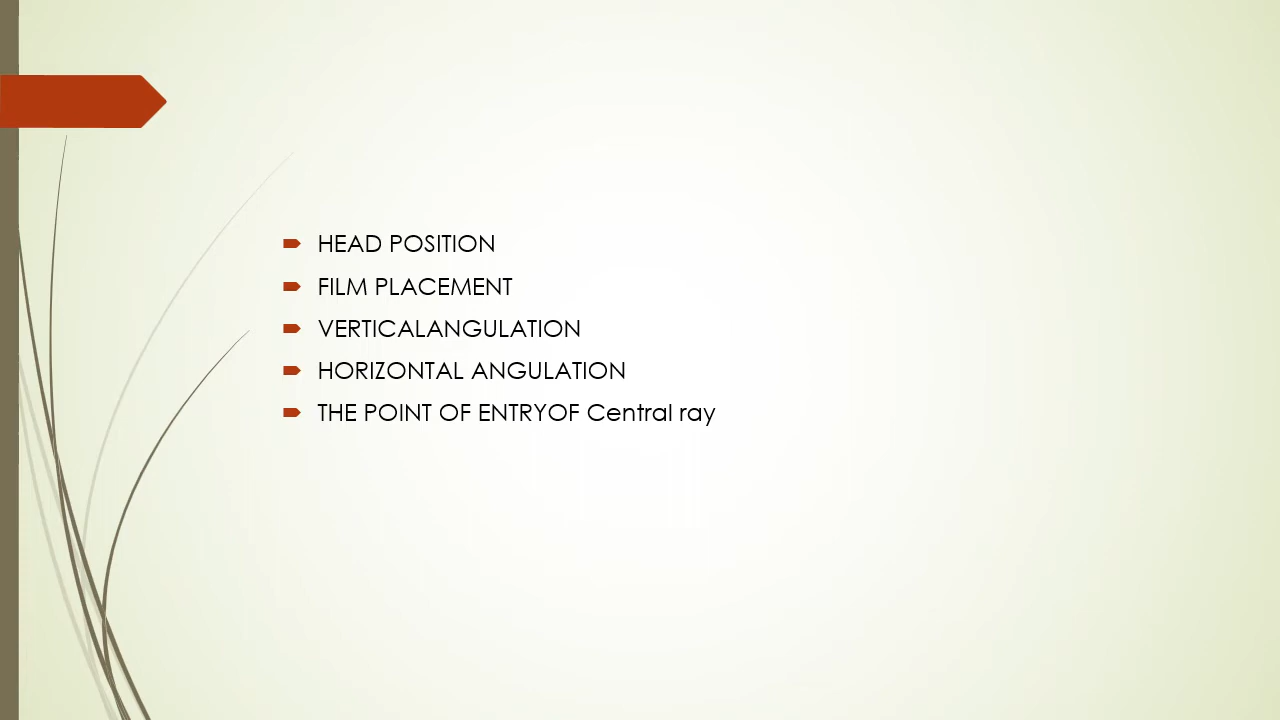 HEAD POSITION
FILM PLACEMENT
VERTICALANGULATION
HORIZONTAL ANGULATION
THE POINT OF ENTRYOF Central ray